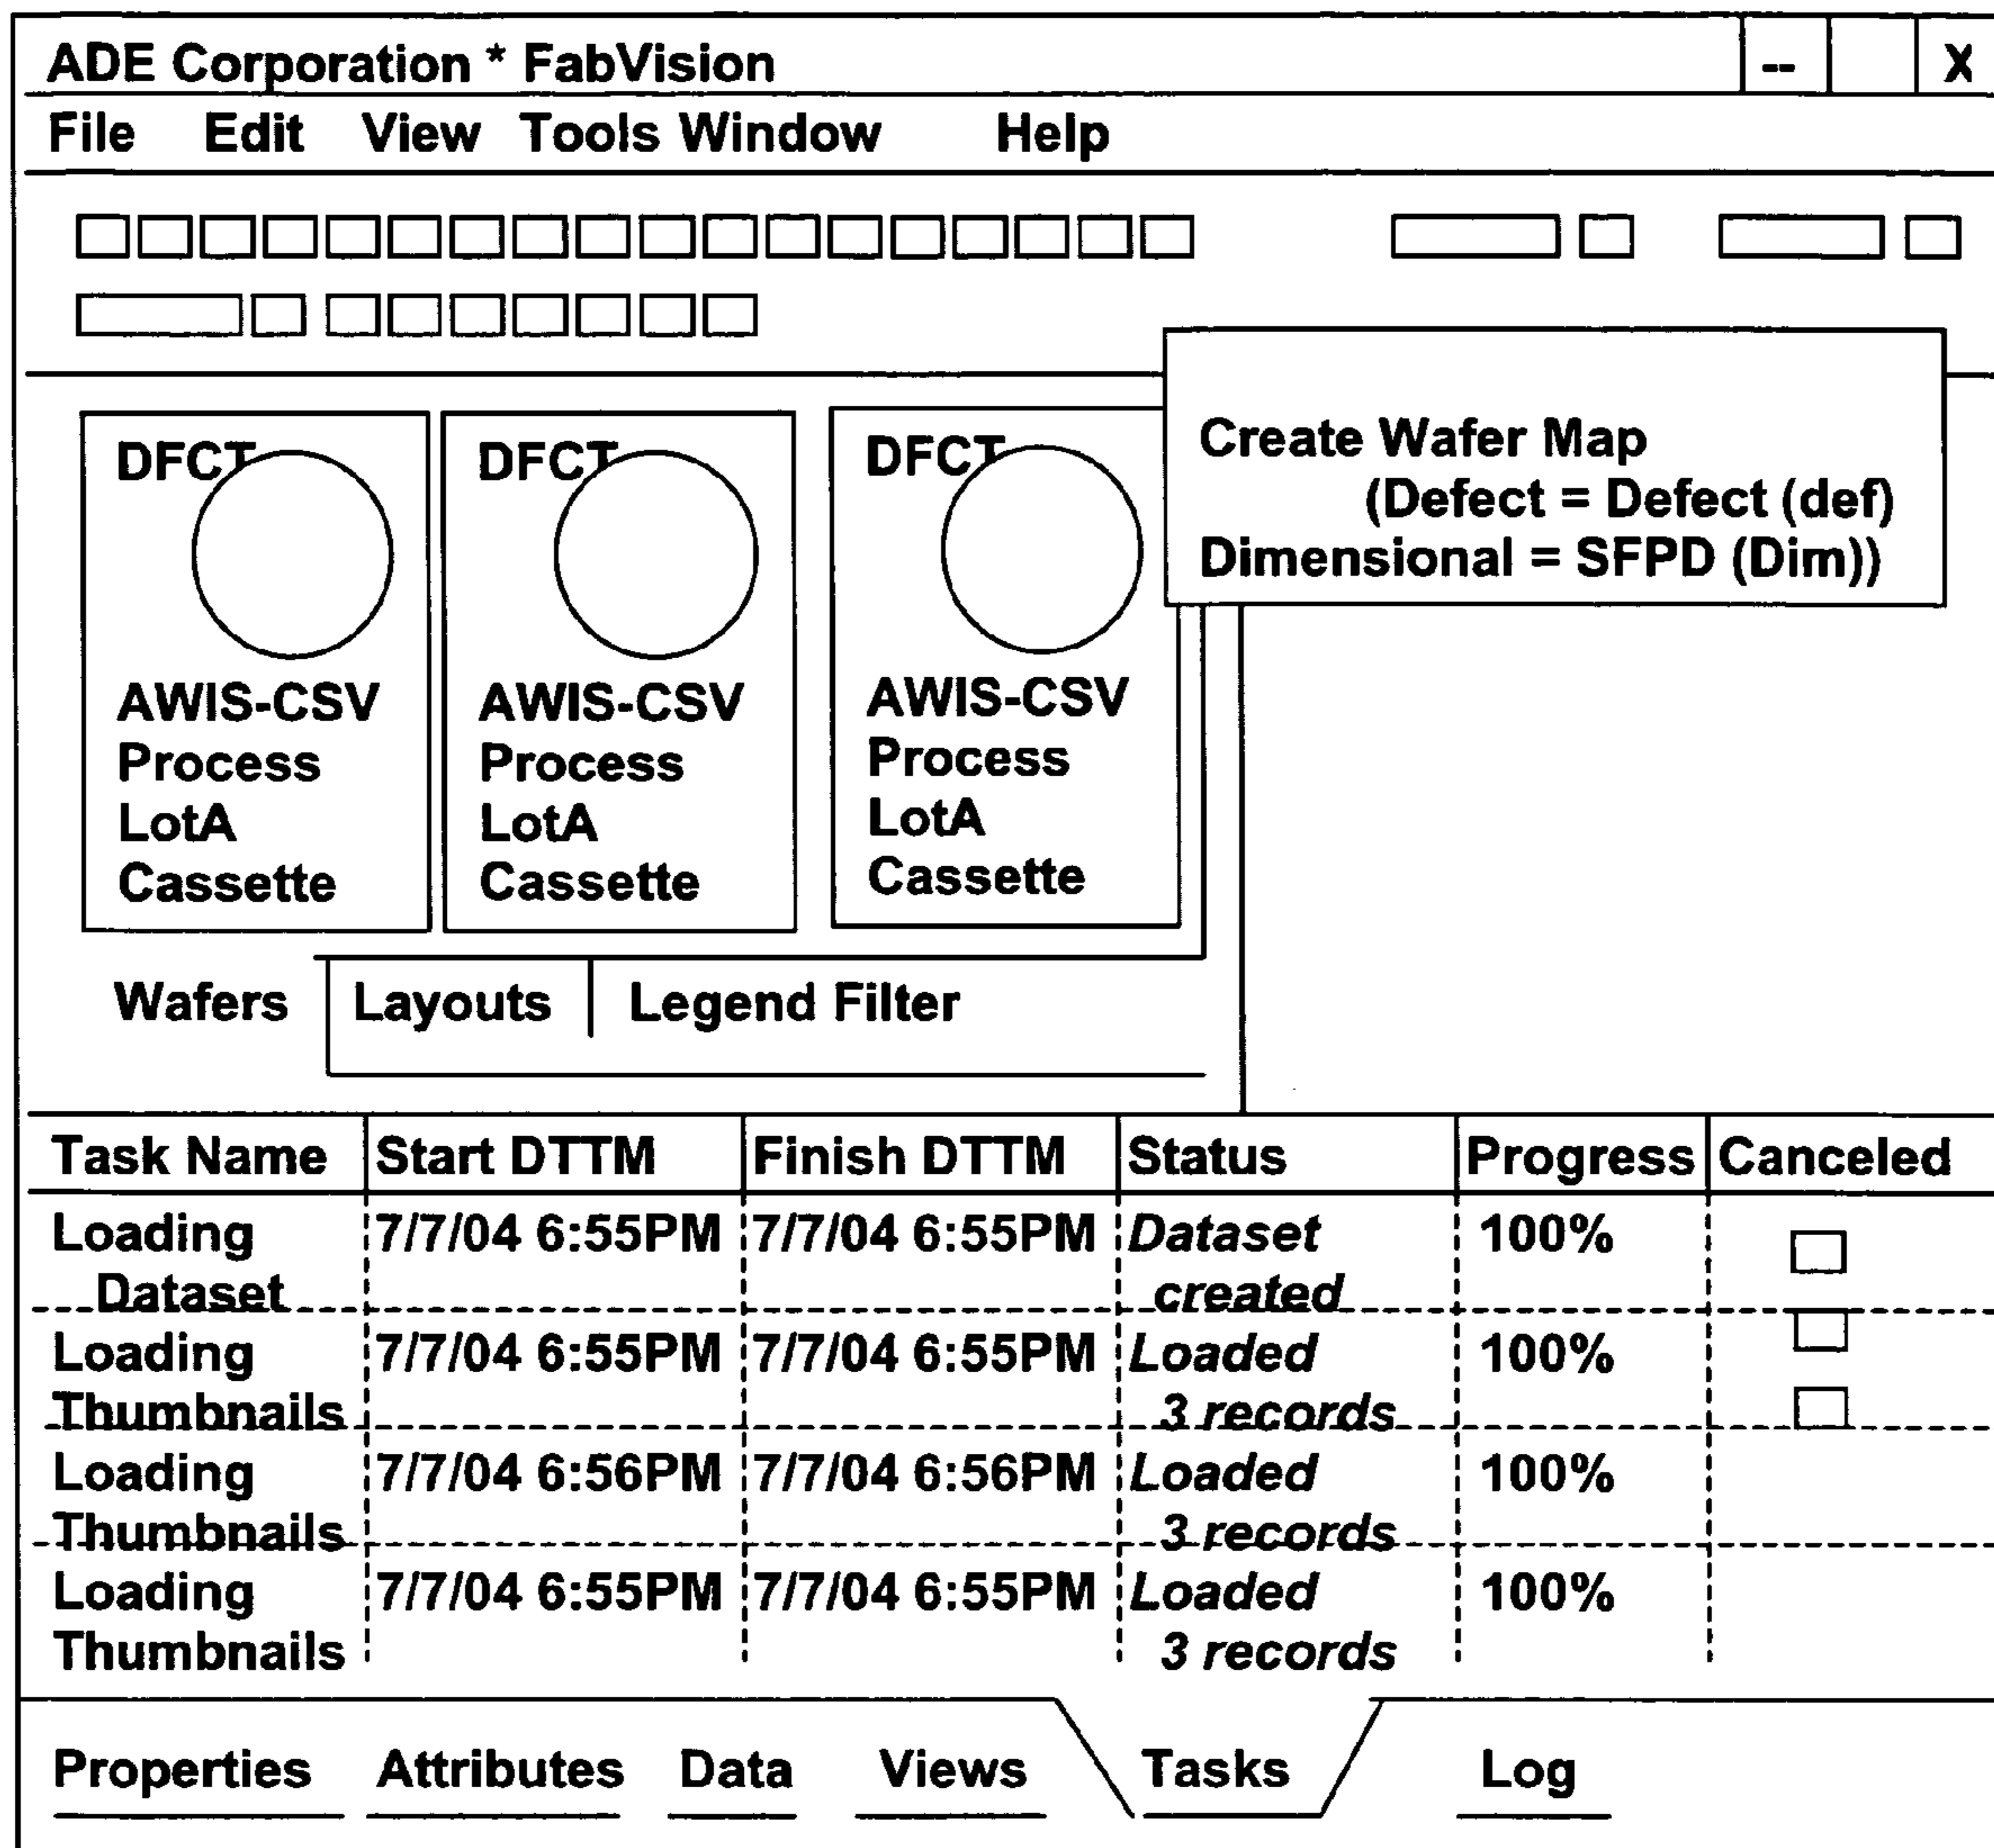 ADE Corporation * FabVision -- X
File Edit View Tools Window Help
Create Wafer Map
(Defect = Defect (def)
Dimensional = SFPD (Dim))
DFCT DFCT DFCT
AWIS-CSV AWIS-CSV AWIS-CSV
Process Process Process
LotA LotA LotA
Cassette Cassette Cassette
Wafers Layouts Legend Filter
Task Name Start DTTM Finish DTTM Status Progress Canceled
Loading 7/7/04 6:55PM 7/7/04 6:55PM Dataset 100%
Dataset created
Loading 7/7/04 6:55PM 7/7/04 6:55PM Loaded 100%
Thumbnails 3 records
Loading 7/7/04 6:56PM 7/7/04 6:56PM Loaded 100%
Thumbnails 3 records
Loading 7/7/04 6:55PM 7/7/04 6:55PM Loaded 100%
Thumbnails 3 records
Properties Attributes Data Views Tasks Log